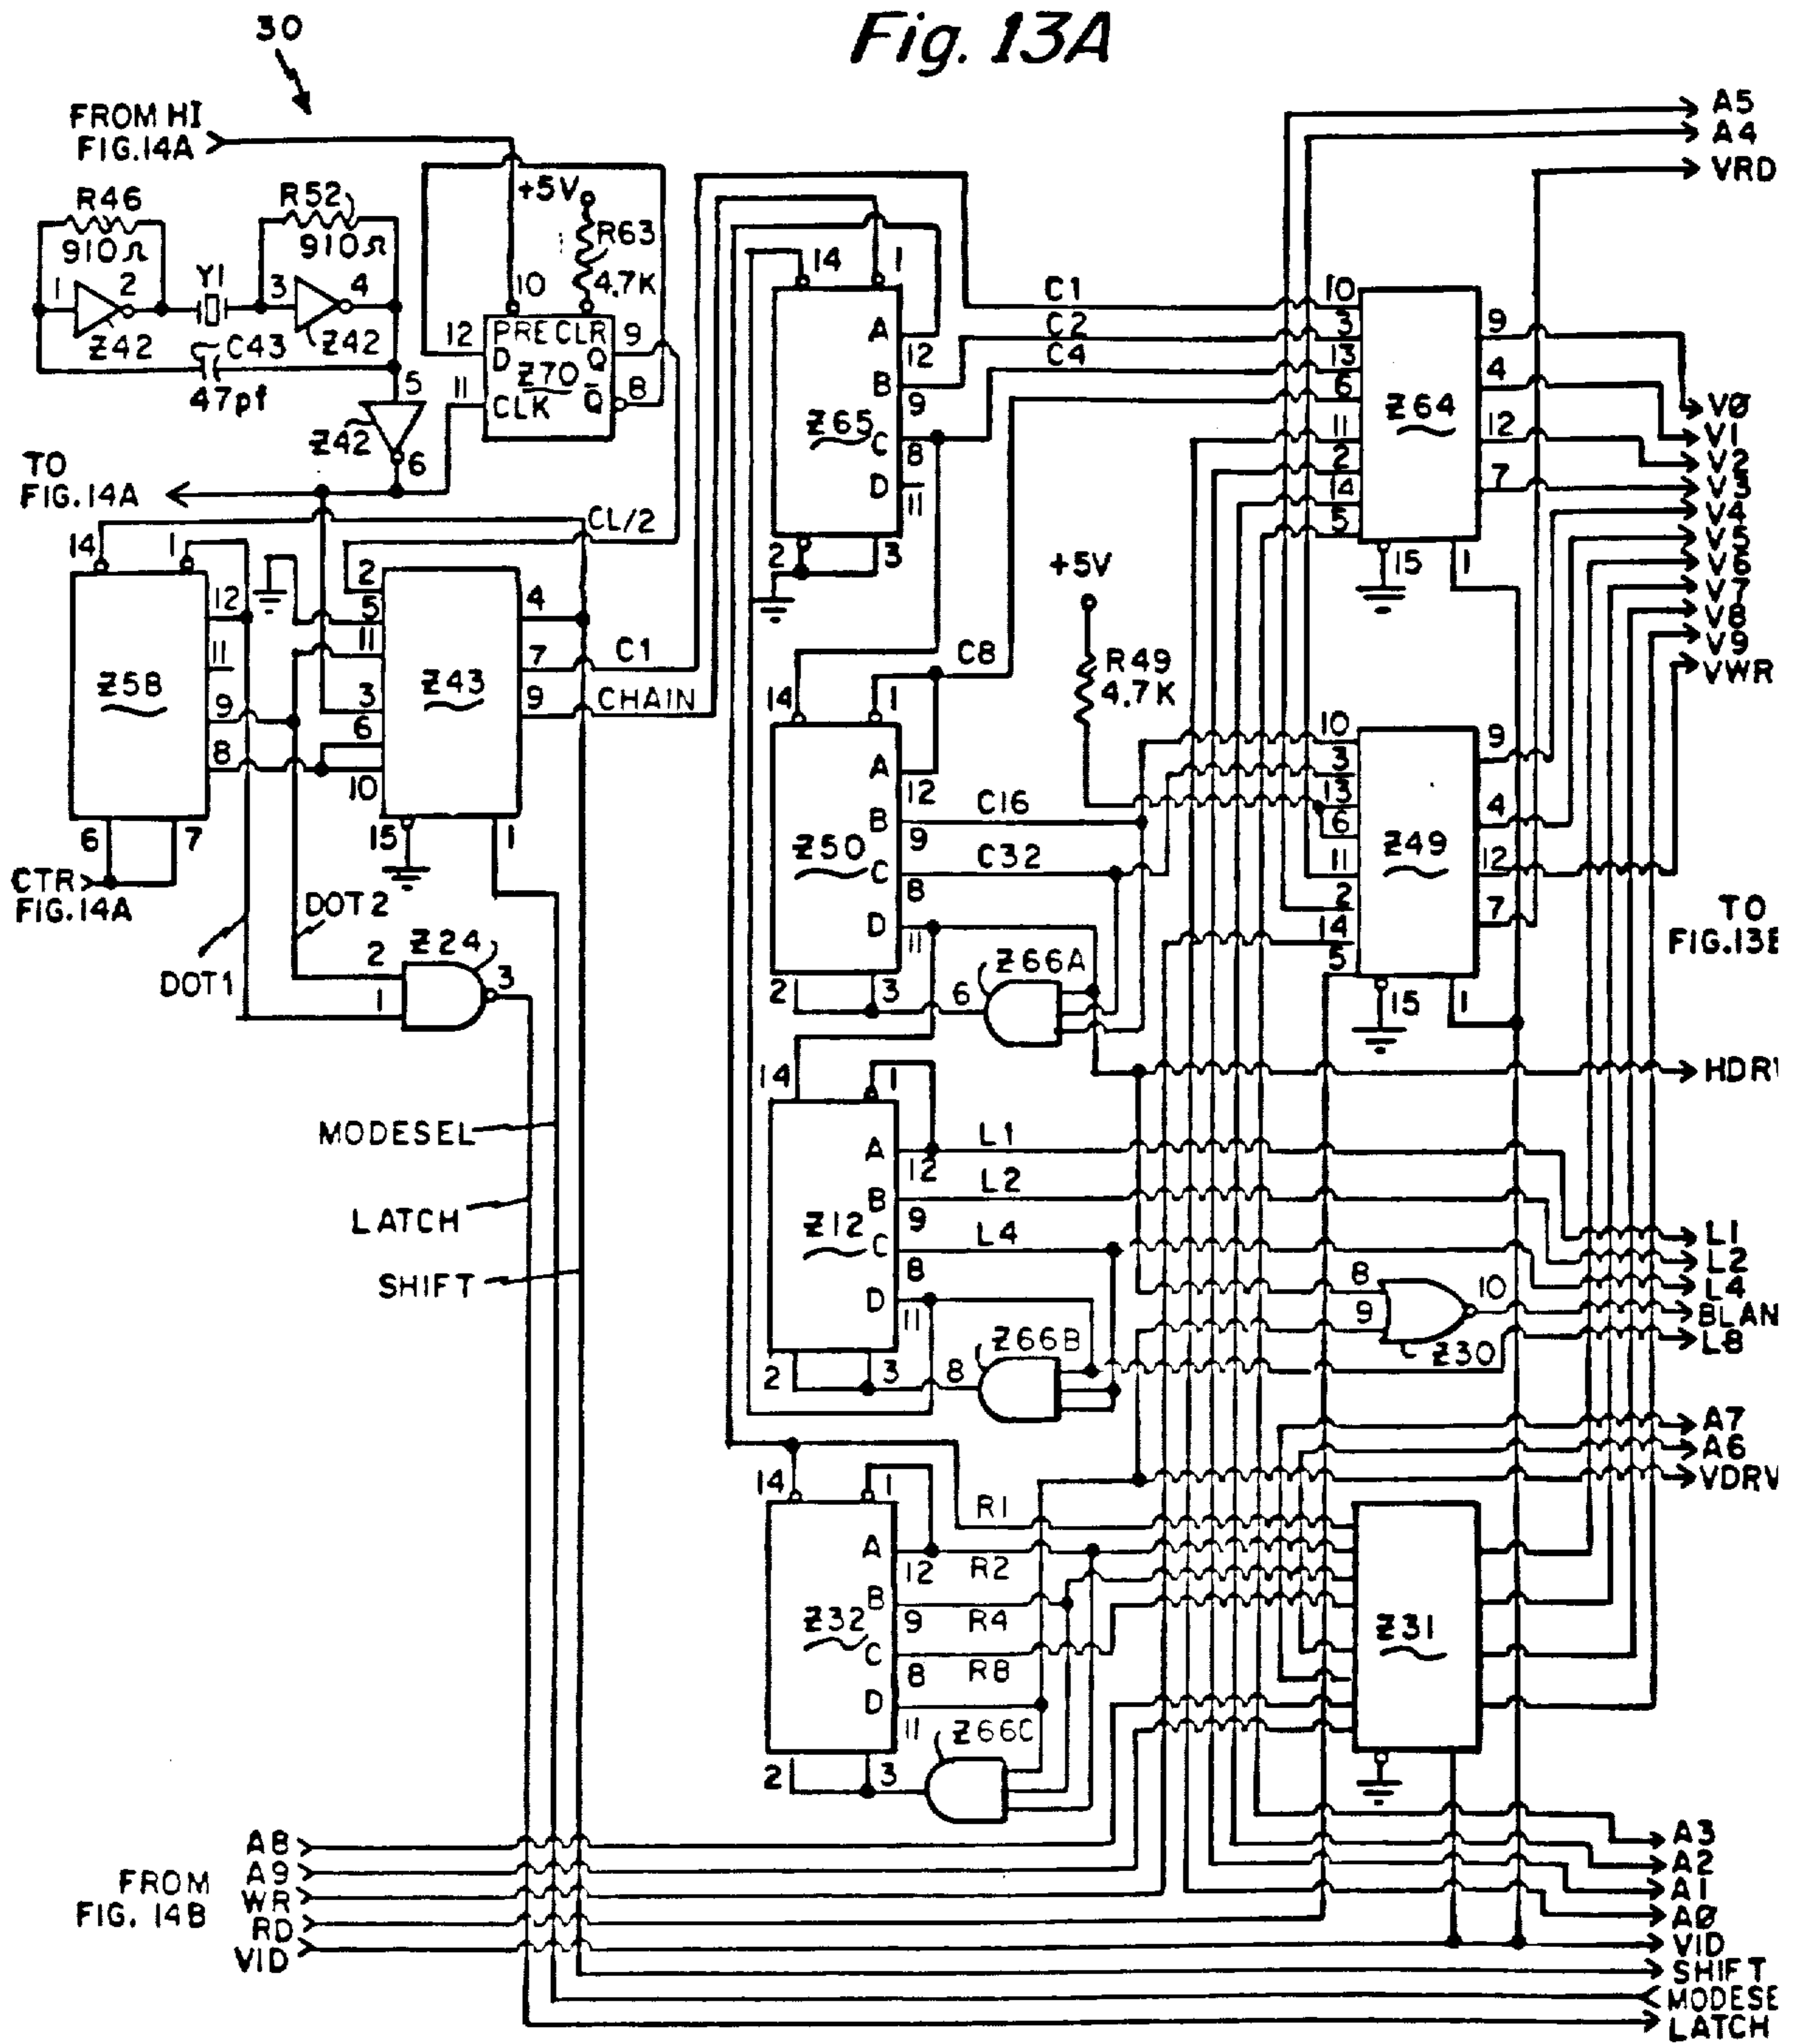 Fig. 13A
30
FROM HI
FIG.14A
R46
910Ω
1
2
Y1
R52
910Ω
3
4
Z42
C43
47pf
Z42
5
Z42
6
+5V
R63
4.7K
10
12
PRE CLR
9
D
Q
Z70
11
CLK
Q
8
TO
FIG.14A
CL/2
14
1
12
11
9
8
Z58
6
7
CTR
FIG.14A
2
5
11
3
6
10
Z43
4
7
9
15
1
C1
CHAIN
DOT1
DOT2
Z24
2
1
3
MODESEL
LATCH
SHIFT
14
1
A
12
B
9
C
8
D
11
Z65
2
3
C1
C2
C4
C8
14
1
A
12
B
9
C
8
D
11
Z50
2
3
C16
C32
Z66A
6
+5V
R49
4.7K
14
1
A
12
B
9
C
8
D
11
Z12
2
3
L1
L2
L4
Z66B
8
14
1
A
12
B
9
C
8
D
11
Z32
2
3
R1
R2
R4
R8
Z66C
10
3
13
6
11
2
14
5
Z64
9
4
12
7
15
1
10
3
13
6
11
2
14
5
Z49
9
4
12
7
15
1
8
9
10
Z30
Z31
A5
A4
VRD
VØ
V1
V2
V3
V4
V5
V6
V7
V8
V9
VWR
TO
FIG.13B
HDRV
L1
L2
L4
BLAN
L8
A7
A6
VDRV
FROM
FIG. 14B
A8
A9
WR
RD
VID
A3
A2
A1
AØ
VID
SHIFT
MODESE
LATCH